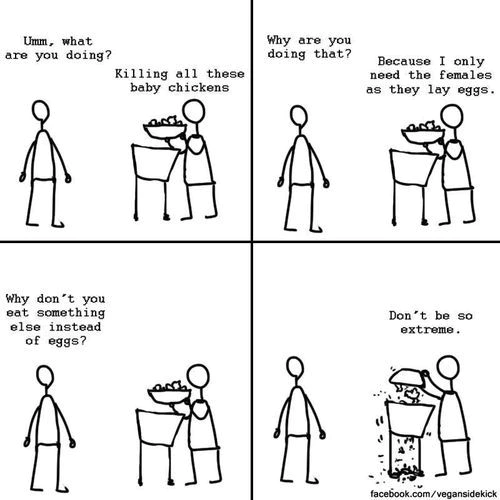 Umm, what
are you doing?
Killing all these
baby chickens
Why are you
doing that?
Because I only
need the females
as they lay eggs.
Why don't you
eat something
else instead
of eggs?
Don't be so
extreme.
facebook.com/vegansidekick